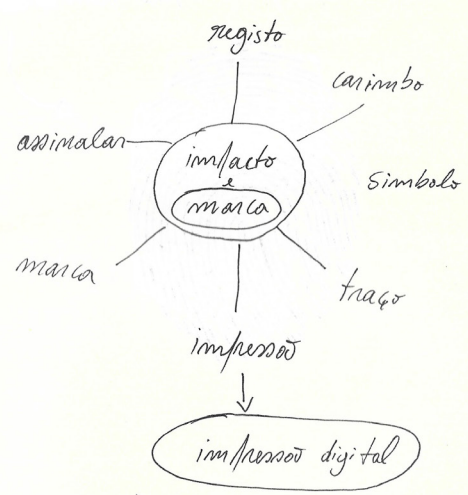 registo
carimbo
assinalar
impacto
e
marca
simbolo
marca
traço
impressão
impressão digital